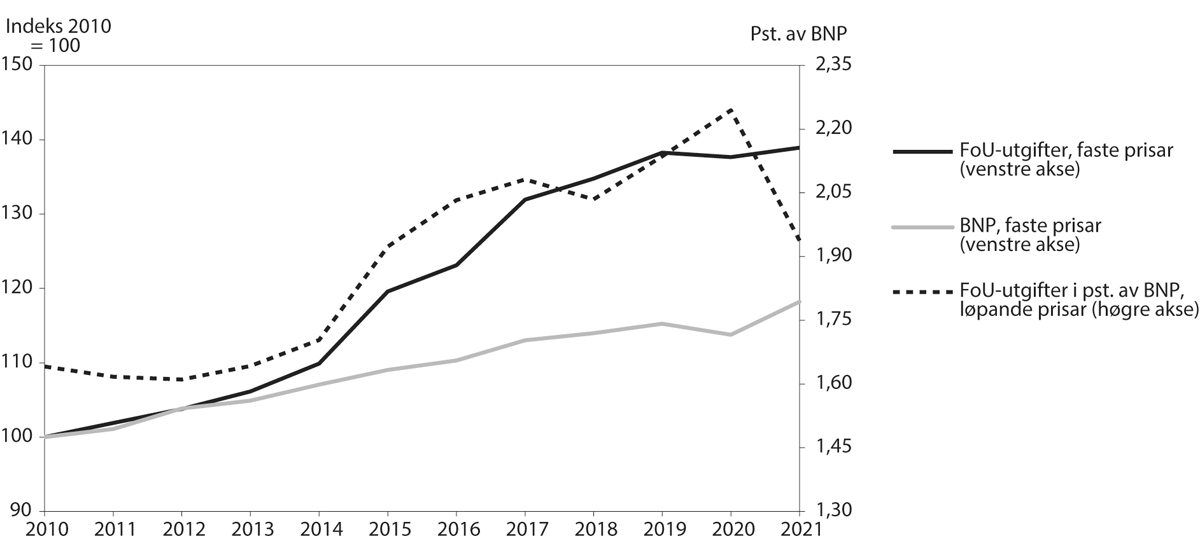 Indeks 2010
= 100
Pst. av BNP
150
140
130
120
110
100
90
2,35
2,20
2,05
1,90
1,75
1,60
1,45
1,30
2010 2011 2012 2013 2014 2015 2016 2017 2018 2019 2020 2021
FoU-utgifter, faste prisar
(venstre akse)
BNP, faste prisar
(venstre akse)
FoU-utgifter i pst. av BNP,
løpande prisar (høgre akse)